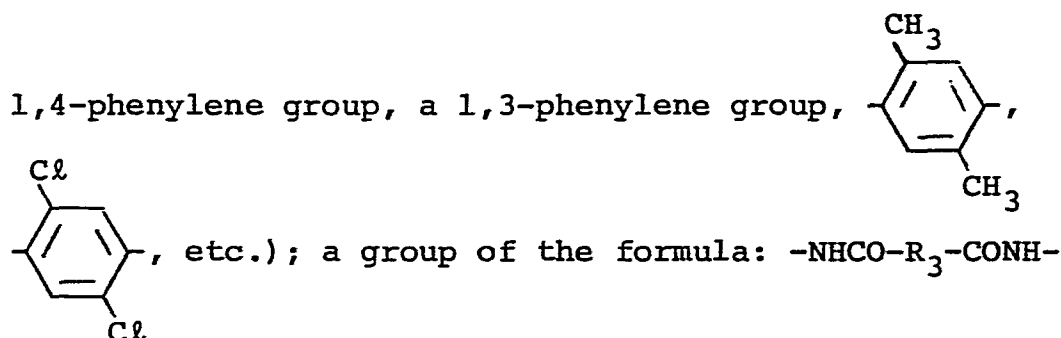 CH3
1,4-phenylene group, a 1,3-phenylene group, ,
CH3
Cℓ
, etc.); a group of the formula: -NHCO-R3-CONH-
Cℓ